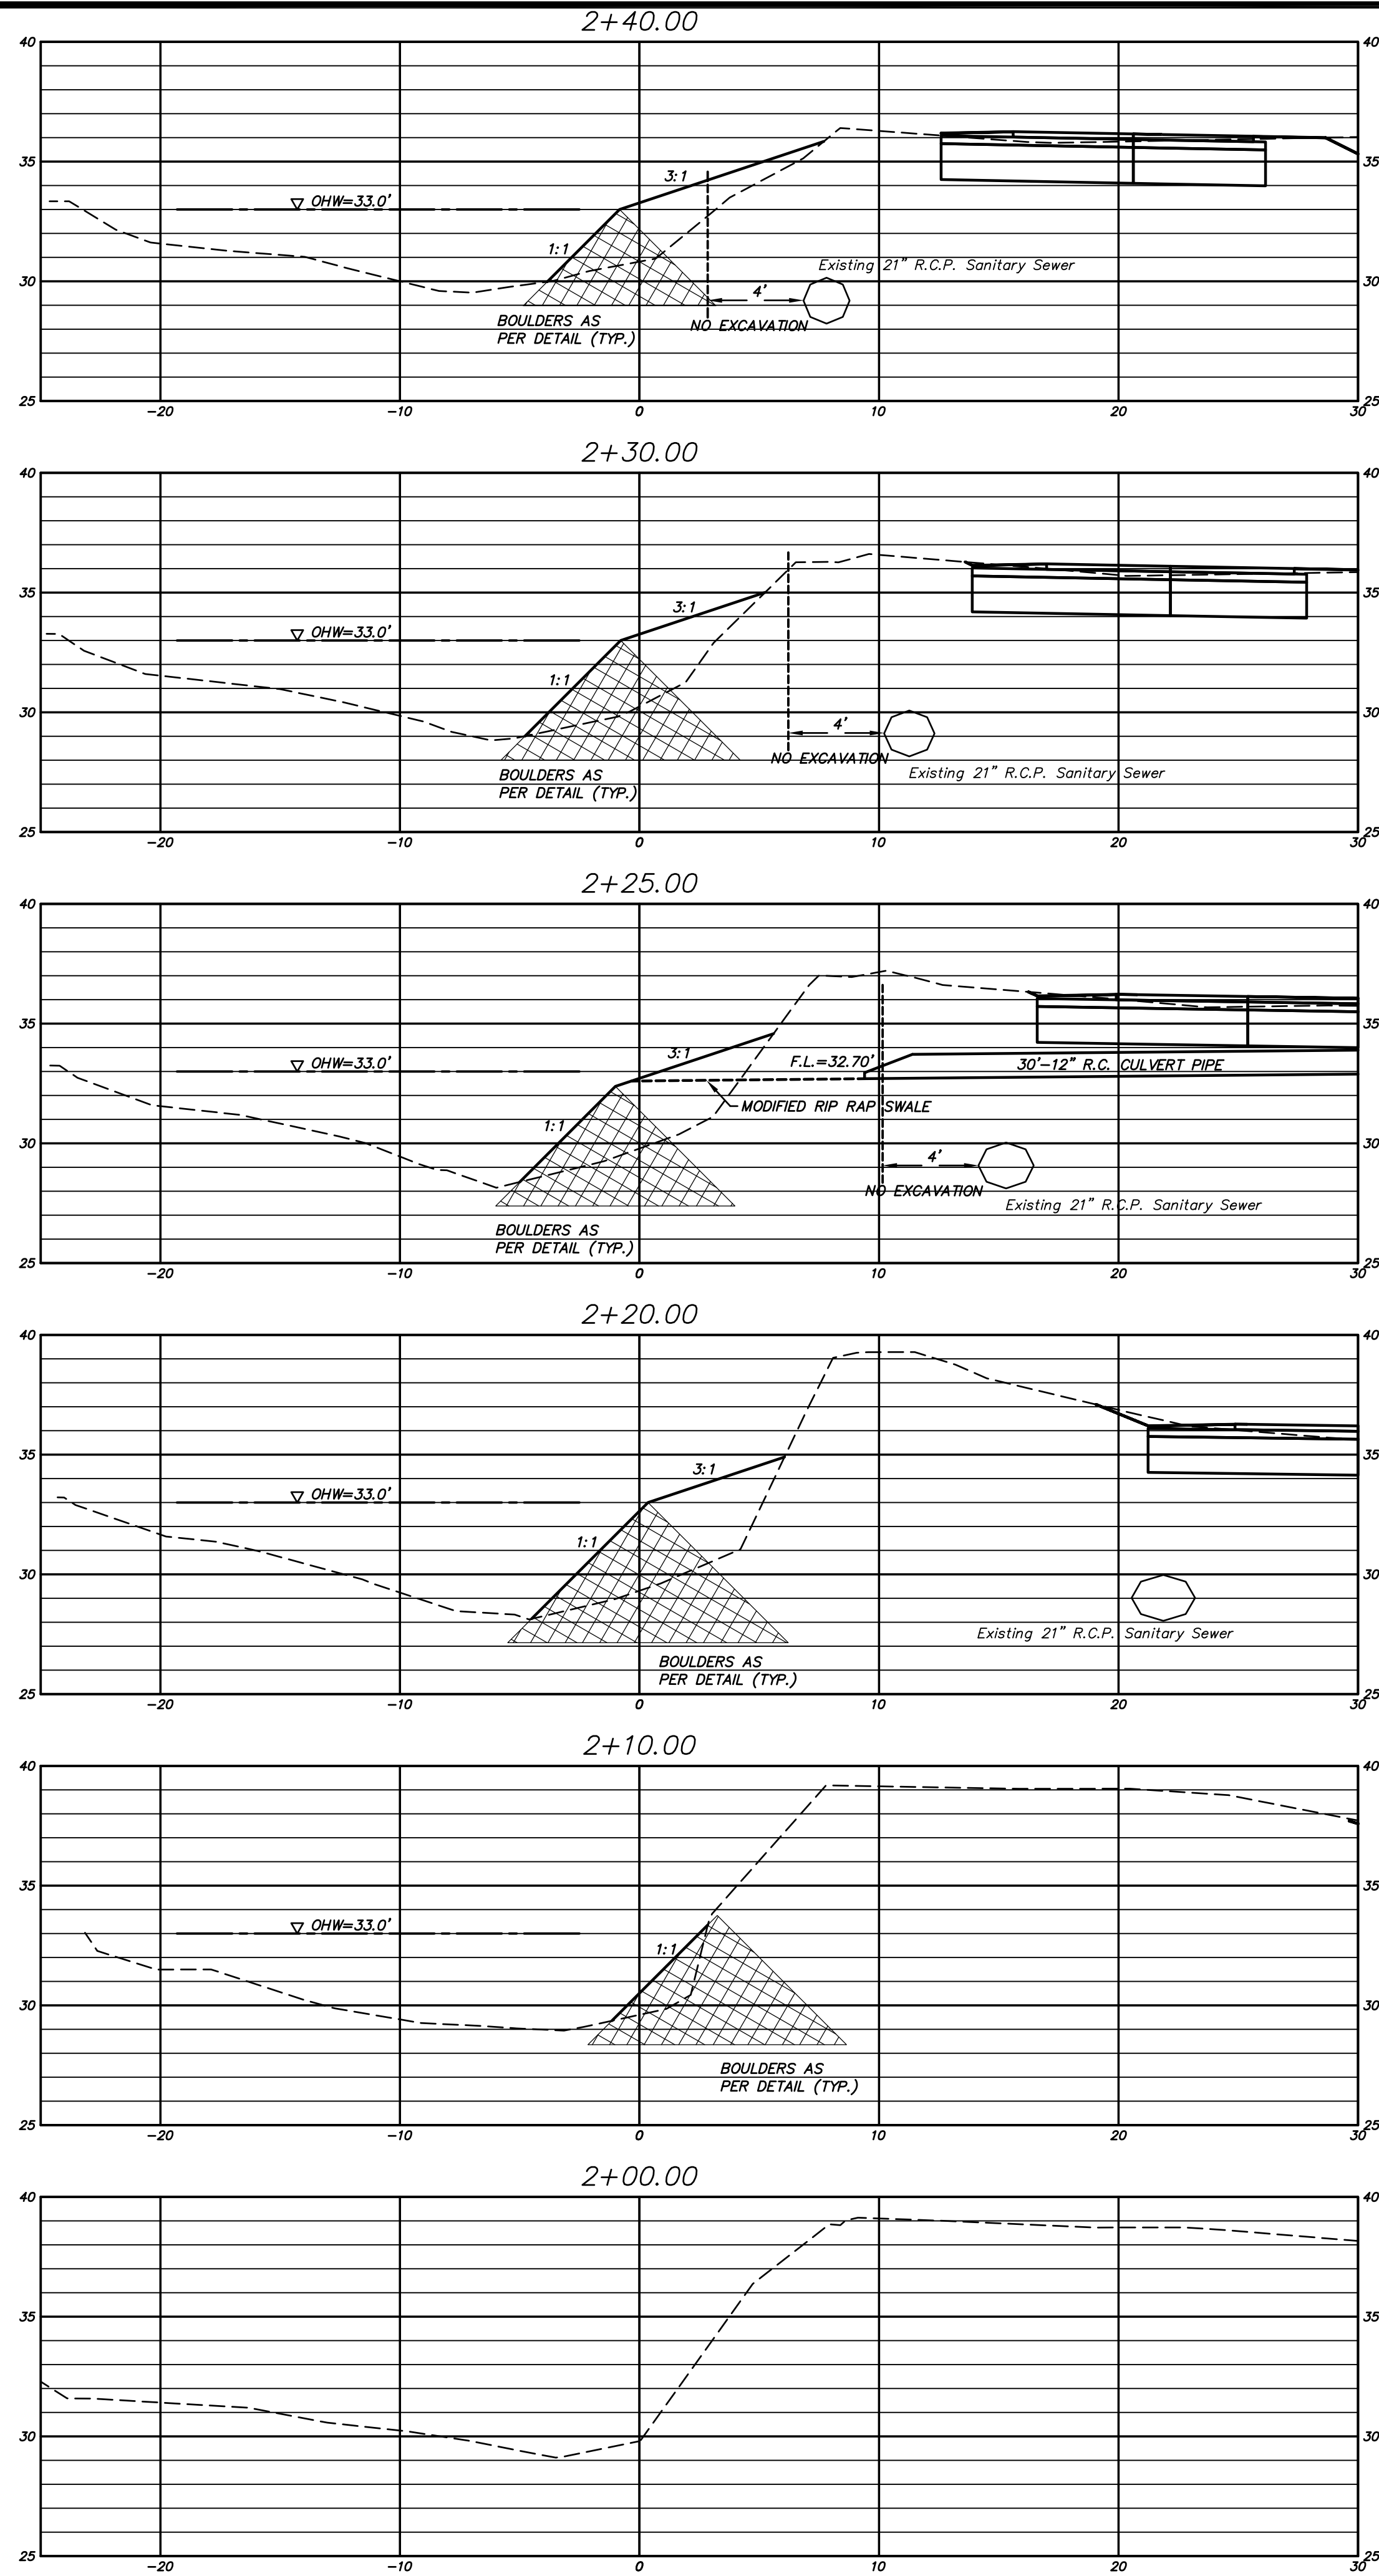 2+40.00
40 40
35 35
3:1
OHW=33.0'
1:1
Existing 21" R.C.P. Sanitary Sewer
30 30
4'
BOULDERS AS
PER DETAIL (TYP.)
NO EXCAVATION
25 25
-20 -10 0 10 20 30
2+30.00
40 40
35 35
3:1
OHW=33.0'
1:1
30 30
4'
NO EXCAVATION
BOULDERS AS
PER DETAIL (TYP.)
Existing 21" R.C.P. Sanitary Sewer
25 25
-20 -10 0 10 20 30
2+25.00
40 40
35 35
3:1
F.L.=32.70'
OHW=33.0'
30'-12" R.C. CULVERT PIPE
MODIFIED RIP RAP SWALE
1:1
30 30
4'
NO EXCAVATION
Existing 21" R.C.P. Sanitary Sewer
BOULDERS AS
PER DETAIL (TYP.)
25 25
-20 -10 0 10 20 30
2+20.00
40 40
35 35
3:1
OHW=33.0'
1:1
30 30
Existing 21" R.C.P. Sanitary Sewer
BOULDERS AS
PER DETAIL (TYP.)
25 25
-20 -10 0 10 20 30
2+10.00
40 40
35 35
OHW=33.0'
1:1
30 30
BOULDERS AS
PER DETAIL (TYP.)
25 25
-20 -10 0 10 20 30
2+00.00
40 40
35 35
30 30
25 25
-20 -10 0 10 20 30